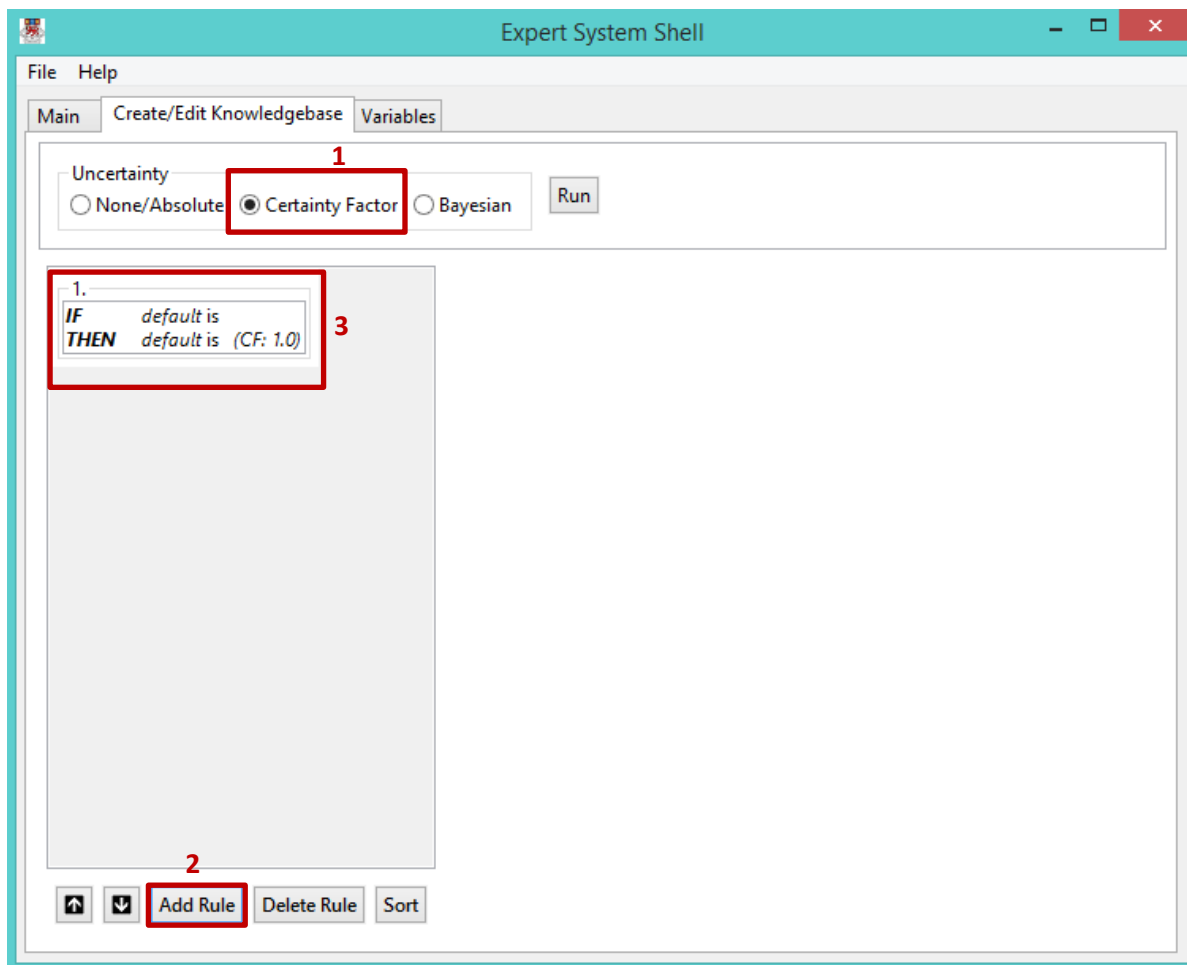 Expert System Shell
File Help
Main Create/Edit Knowledgebase Variables
1
Uncertainty
None/Absolute Certainty Factor Bayesian Run
1.
IF default is
THEN default is (CF: 1.0)
3
2
Add Rule Delete Rule Sort